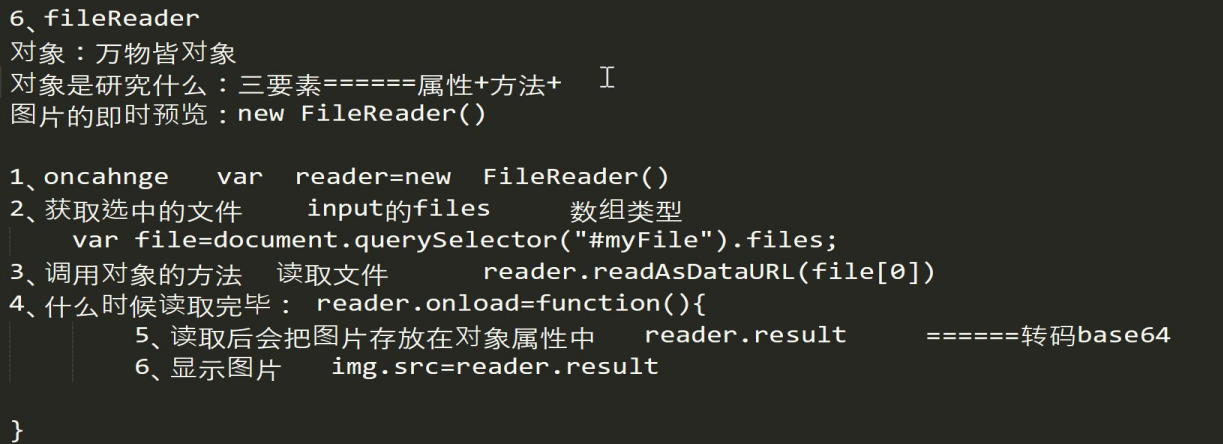 6、fileReader
对象：万物皆对象
对象是研究什么：三要素======属性+方法+
图片的即时预览：new FileReader()
1、oncahnge   var  reader=new  FileReader()
2、获取选中的文件    input的files     数组类型
var file=document.querySelector("#myFile").files;
3、调用对象的方法  读取文件      reader.readAsDataURL(file[0])
4、什么时候读取完毕： reader.onload=function(){
5、读取后会把图片存放在对象属性中   reader.result     ======转码base64
6、显示图片   img.src=reader.result
}